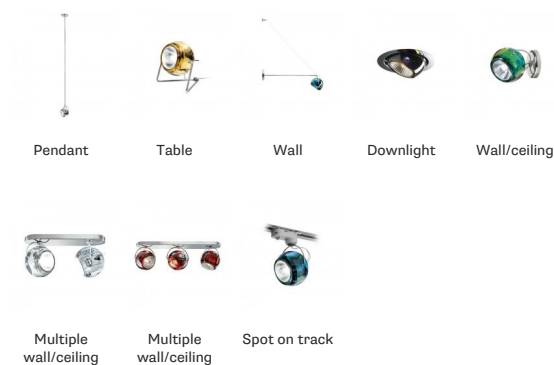 Pendant
Table
Wall
Downlight
Wall/ceiling
Multiple
wall/ceiling
Multiple
wall/ceiling
Spot on track